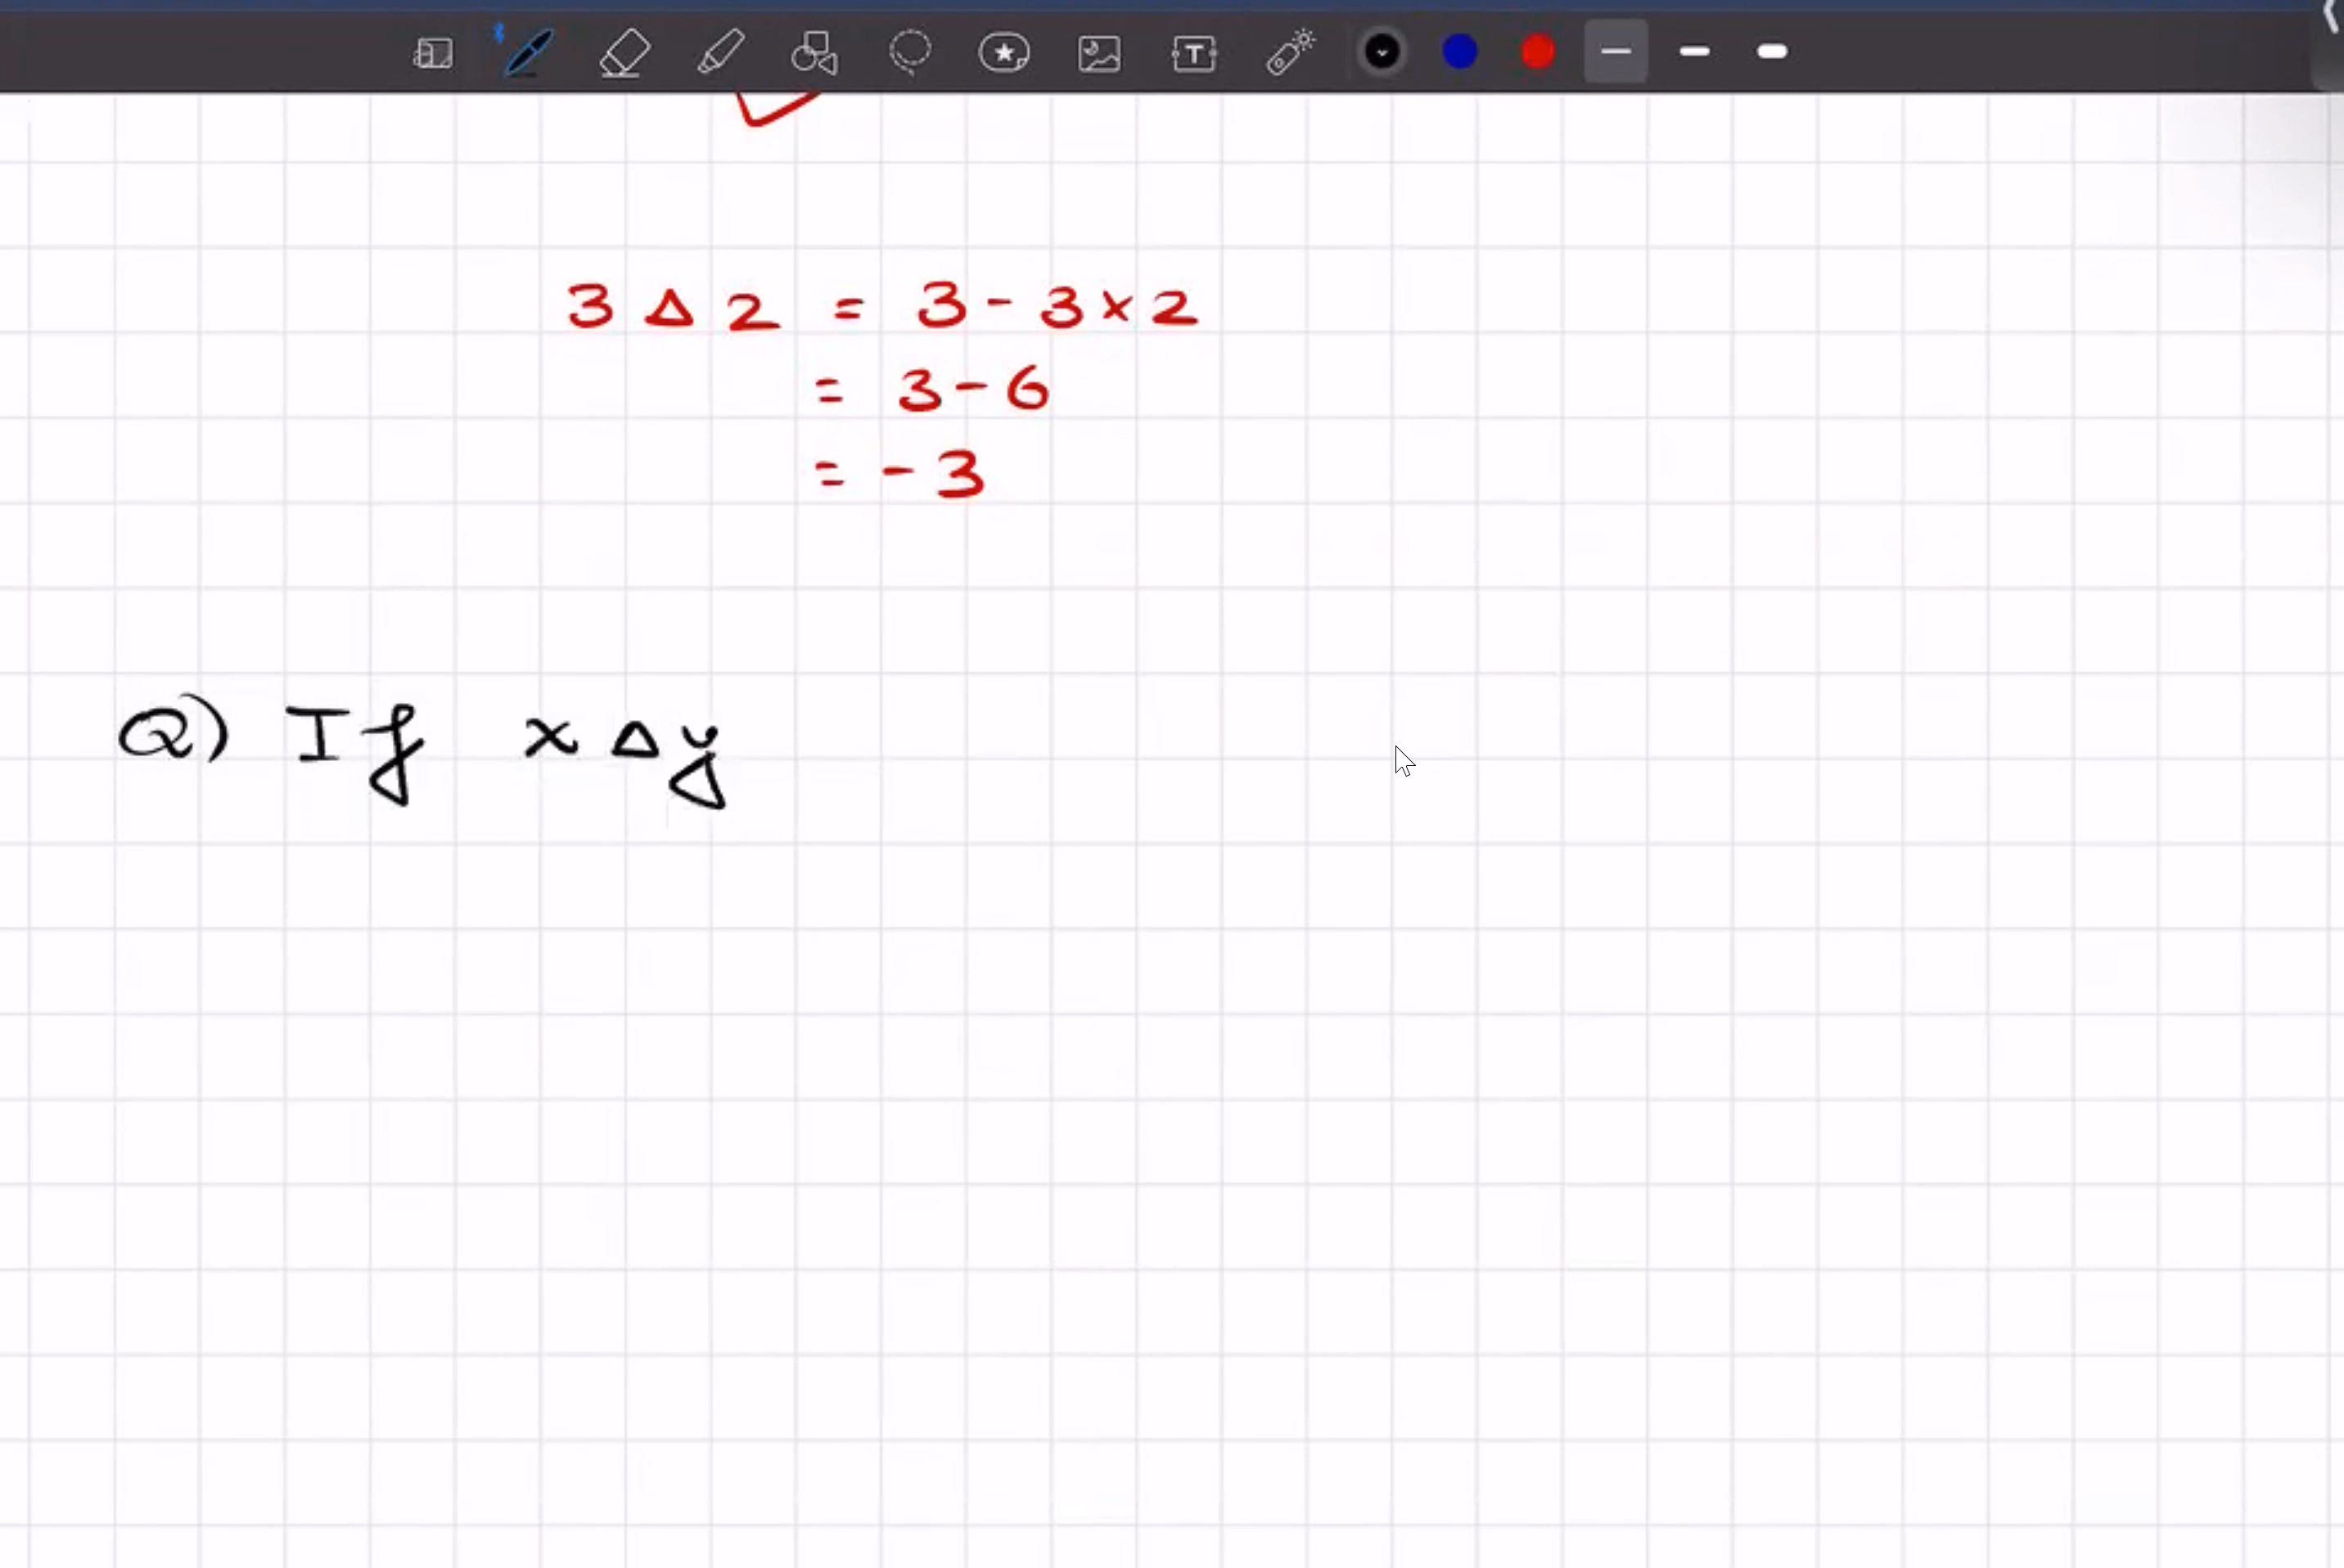 3 Δ 2 = 3 - 3 × 2
= 3 - 6
= - 3
Q) If x Δ y